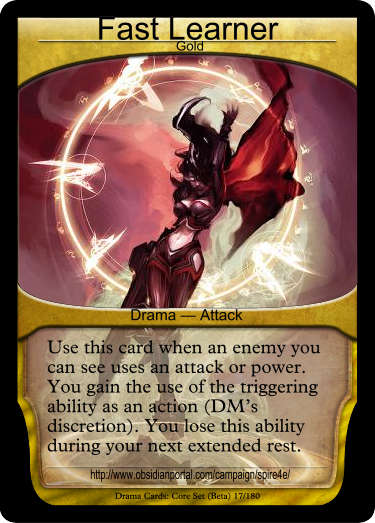 Fast Learner
Gold
Drama — Attack
Use this card when an enemy you
can see uses an attack or power.
You gain the use of the triggering
ability as an action (DM's
discretion). You lose this ability
during your next extended rest.
http://www.obsidianportal.com/campaign/spire4e/
Drama Cards: Core Set (Beta) 17/180